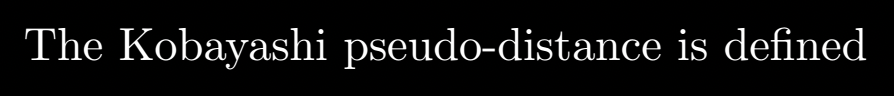 The Kobayashi pseudo-distance is defined